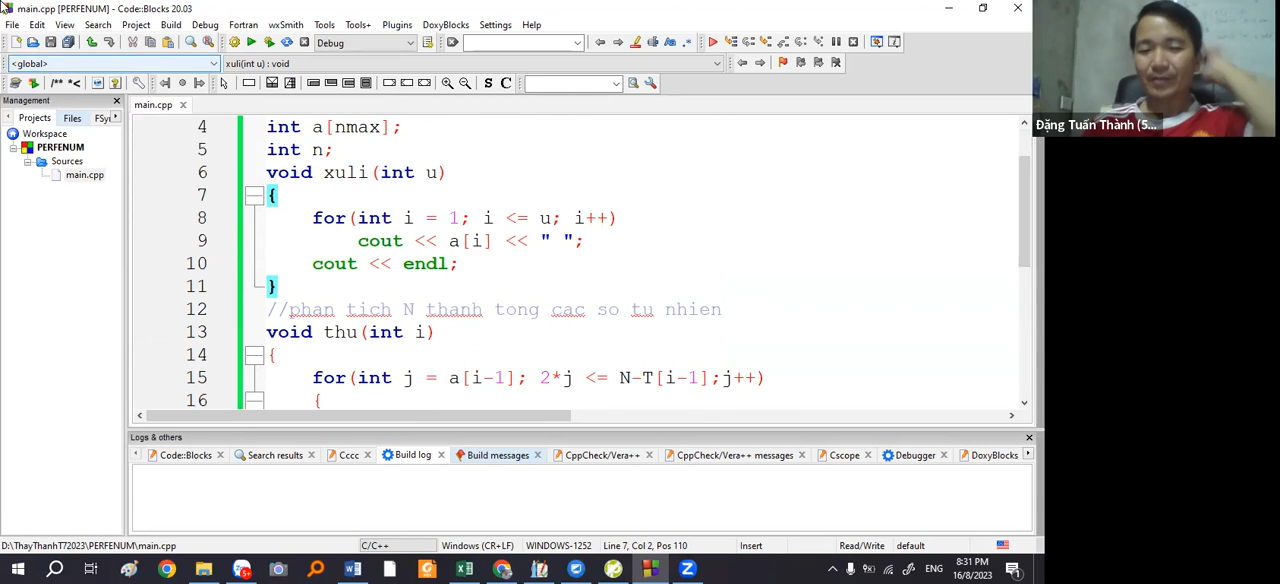 main.cpp [PERFENUM] - Code::Blocks 20.03
File Edit View Search Project Build Debug Fortran wxSmith Tools Tools+ Plugins DoxyBlocks Settings Help
Debug
<global> xuli(int u) : void
/** *< S C
Management
main.cpp
Projects Files FSy
Workspace
PERFENUM
Sources
main.cpp
4 int a[nmax];
5 int n;
6 void xuli(int u)
7 {
8 for(int i = 1; i <= u; i++)
9 cout << a[i] << " ";
10 cout << endl;
11 }
12 //phan tich N thanh tong cac so tu nhien
13 void thu(int i)
14 {
15 for(int j = a[i-1]; 2*j <= N-T[i-1];j++)
16 {
Logs & others
Code::Blocks Search results Cccc Build log Build messages CppCheck/Vera++ CppCheck/Vera++ messages Cscope Debugger DoxyBlocks
D:\ThayThanhT72023\PERFENUM\main.cpp C/C++ Windows (CR+LF) WINDOWS-1252 Line 7, Col 2, Pos 110 Insert Read/Write default
ENG 8:31 PM
16/8/2023
Đặng Tuấn Thành (5...